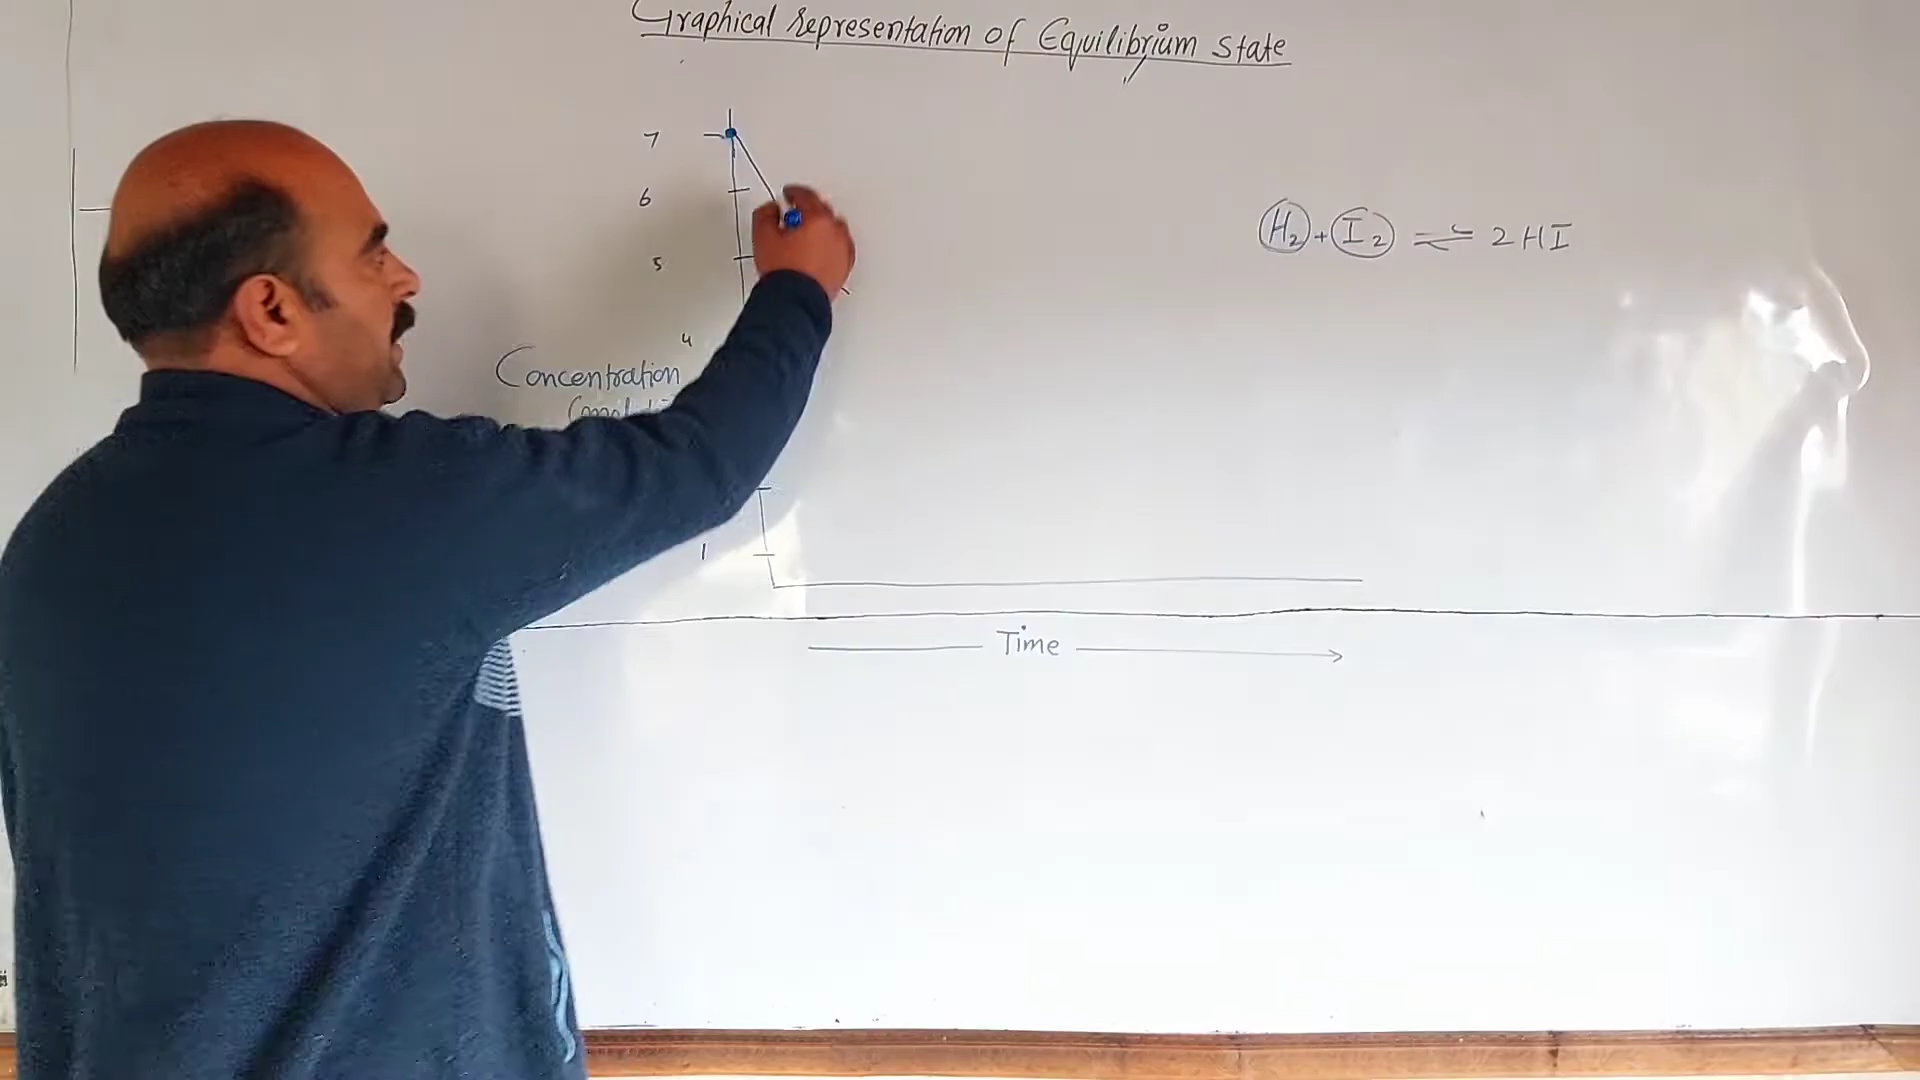 Graphical representation of Equilibrium state
7
6
H2 + I2 ⇌ 2HI
5
4
Concentration
1
Time